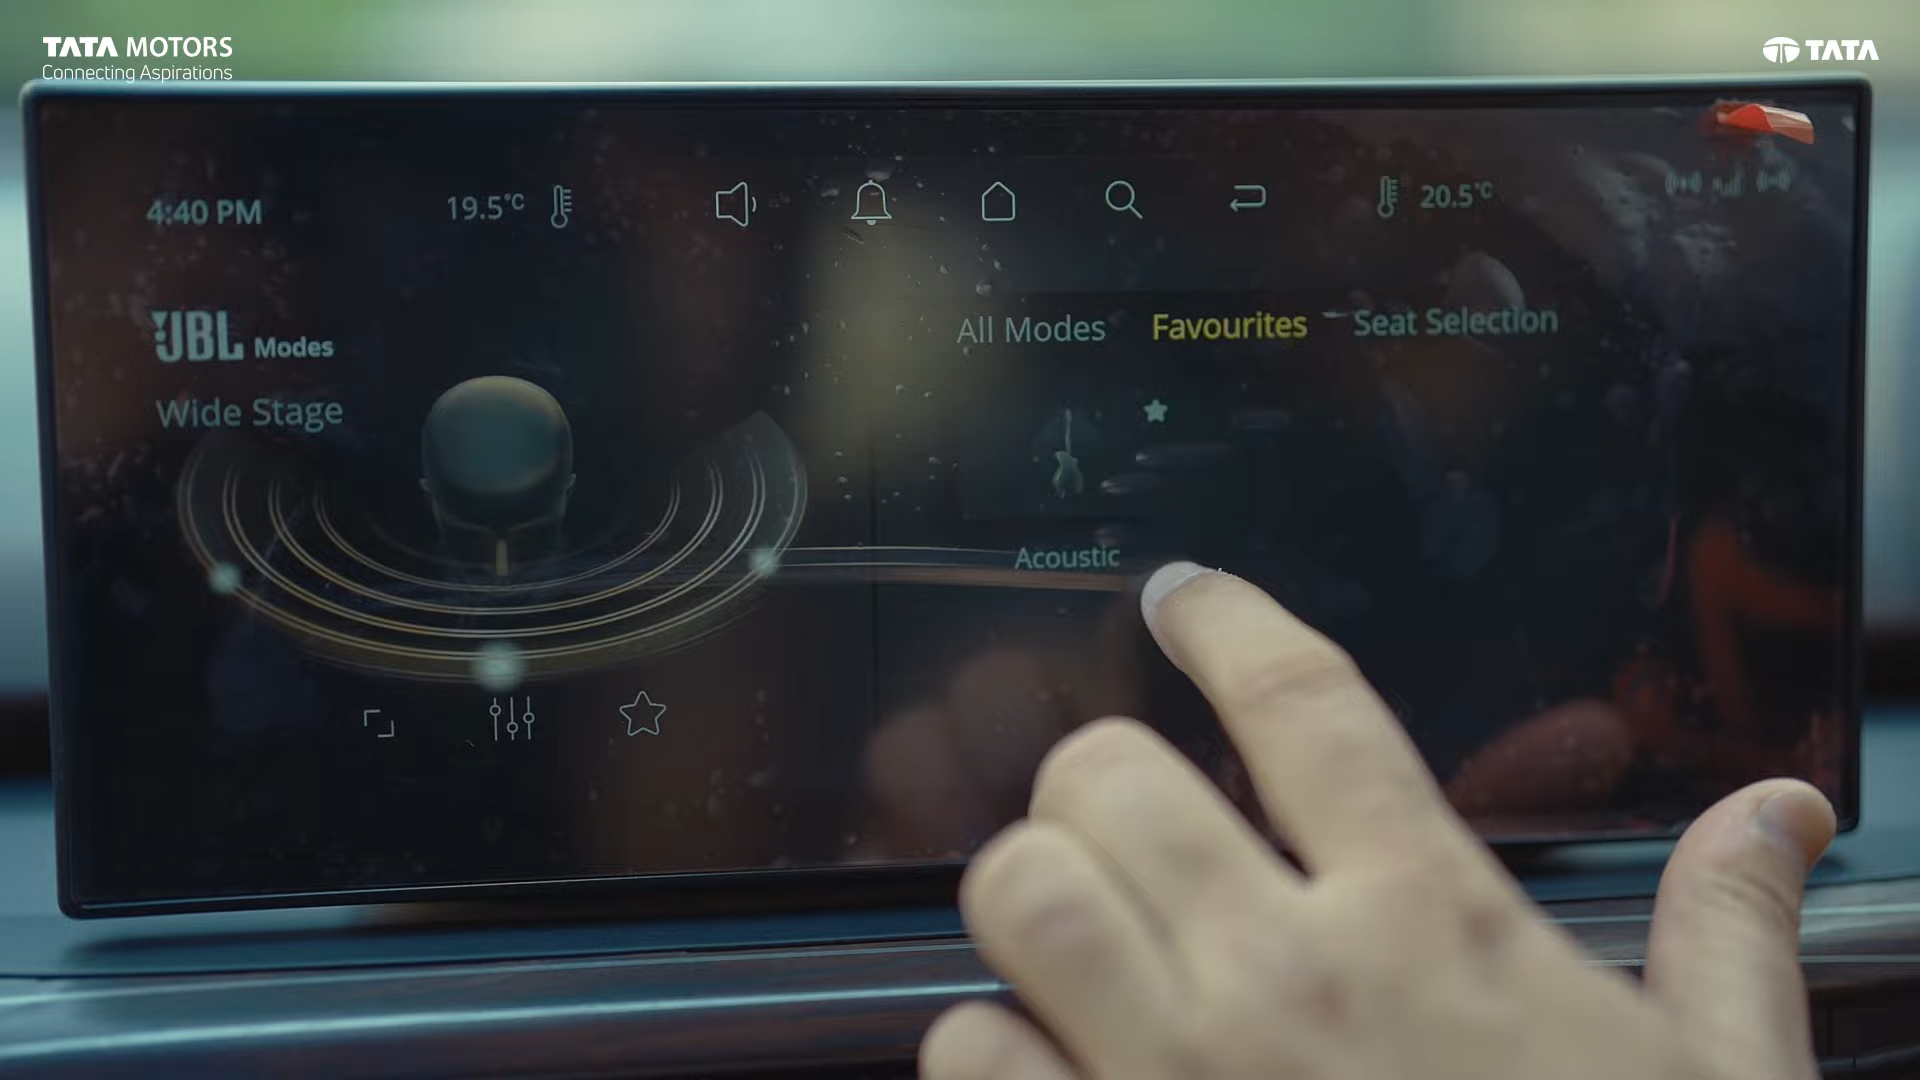 TATA MOTORS
Connecting Aspirations
TATA
4:40 PM
19.5°C
20.5°C
JBL Modes
All Modes
Favourites
Seat Selection
Wide Stage
Acoustic